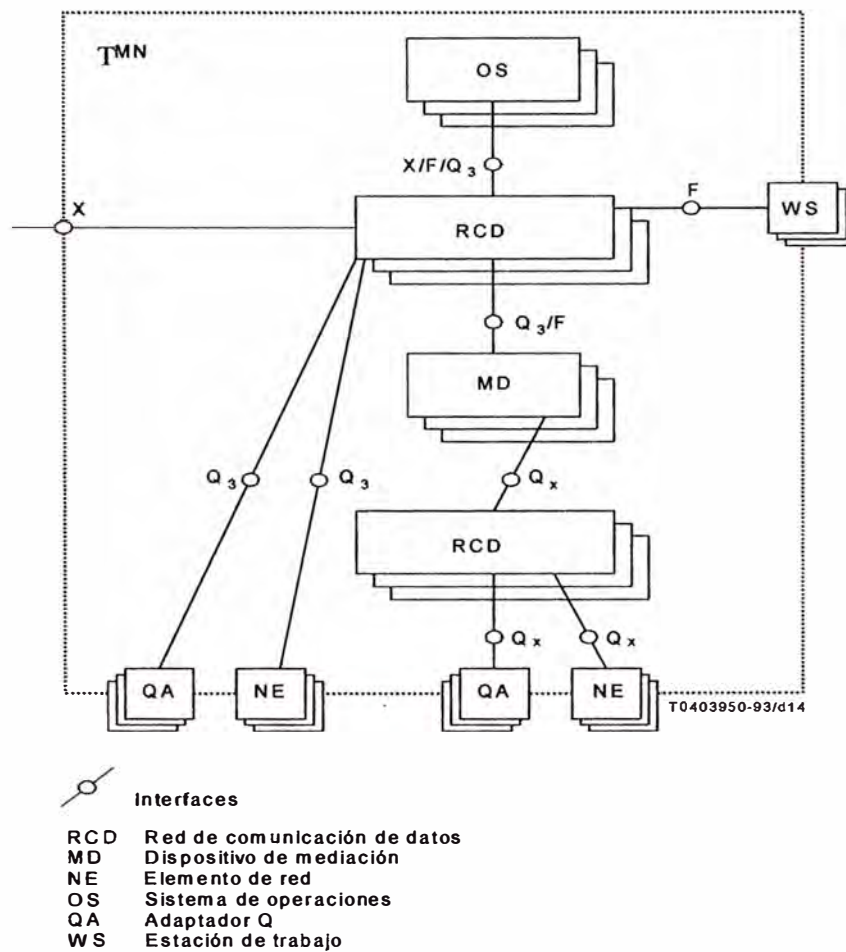 TMN
OS
X/F/Q3
X
F
WS
RCD
Q3/F
MD
Q3
Q3
Qx
RCD
Qx
Qx
QA
NE
QA
NE
T0403950-93/d14
Interfaces
RCD Red de comunicación de datos
MD Dispositivo de mediación
NE Elemento de red
OS Sistema de operaciones
QA Adaptador Q
WS Estación de trabajo